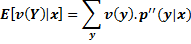 E[v(Y)|x] = ∑_y v(y).p''(y|x)